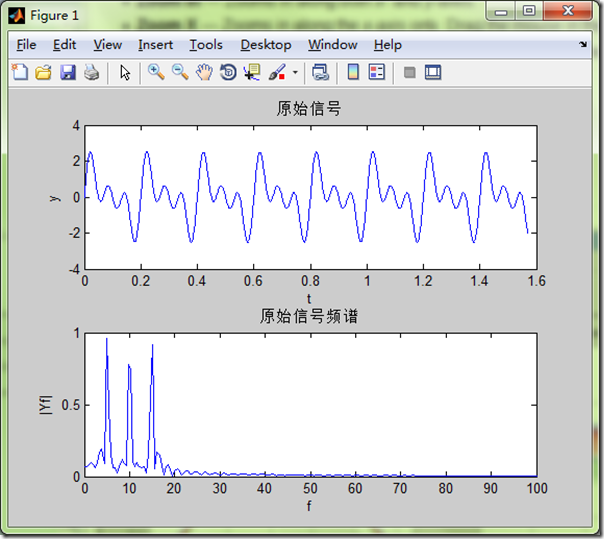 Figure 1
File Edit View Insert Tools Desktop Window Help
原始信号
4
2
0
-2
-4
y
0 0.2 0.4 0.6 0.8 1 1.2 1.4 1.6
t
原始信号频谱
1
0.5
0
|Yf|
0 10 20 30 40 50 60 70 80 90 100
f